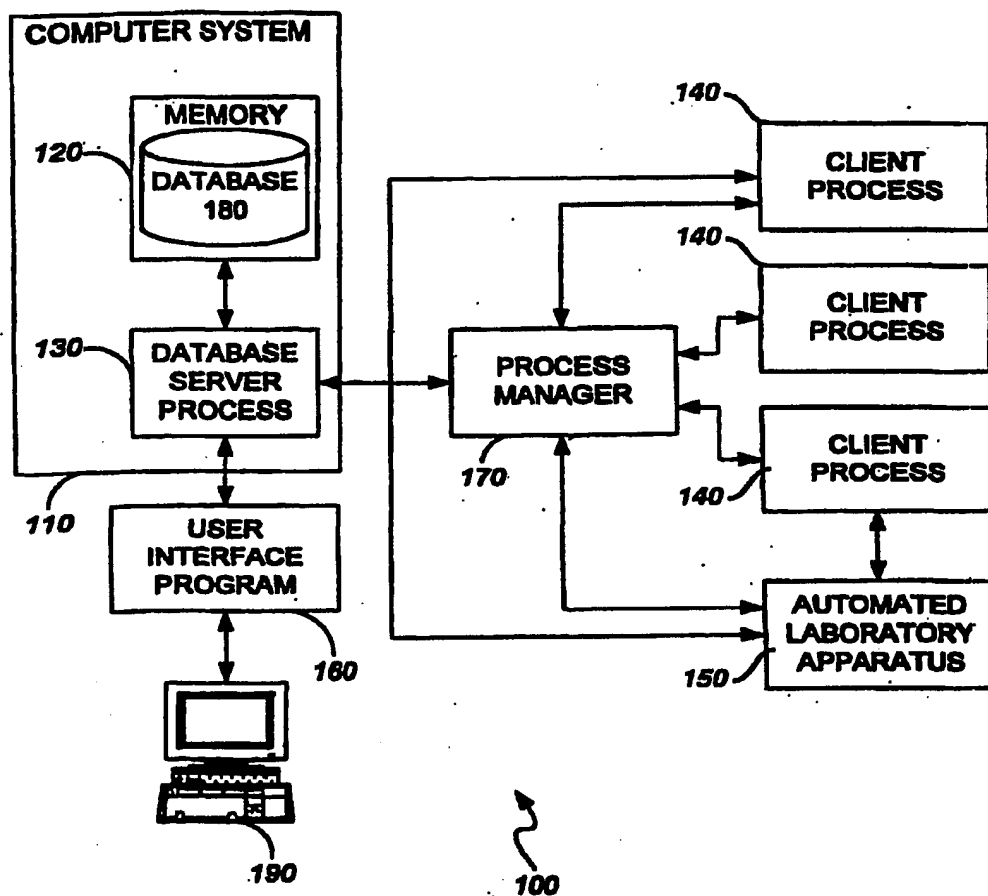 COMPUTER SYSTEM
MEMORY
120
DATABASE
180
130
DATABASE
SERVER
PROCESS
110
USER
INTERFACE
PROGRAM
160
190
PROCESS
MANAGER
170
140
CLIENT
PROCESS
140
CLIENT
PROCESS
CLIENT
PROCESS
140
AUTOMATED
LABORATORY
APPARATUS
150
100